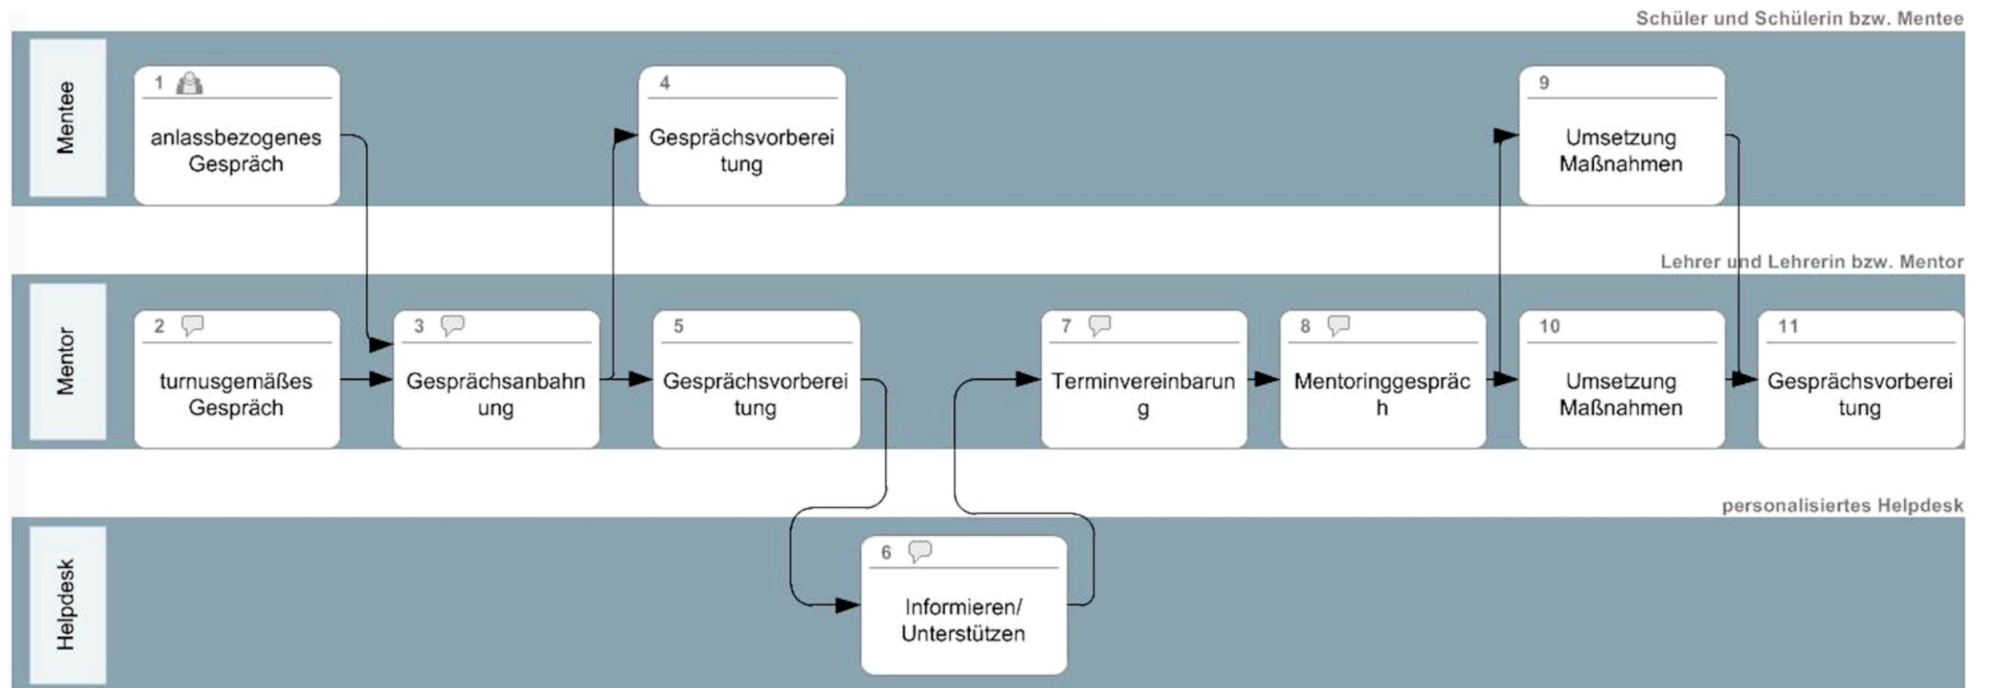 Schüler und Schülerin bzw. Mentee
Mentee
1
anlassbezogenes
Gespräch
4
Gesprächsvorberei
tung
9
Umsetzung
Maßnahmen
Lehrer und Lehrerin bzw. Mentor
Mentor
2
turnusgemäßes
Gespräch
3
Gesprächsanbahn
ung
5
Gesprächsvorberei
tung
7
Terminvereinbarun
g
8
Mentoringgespräc
h
10
Umsetzung
Maßnahmen
11
Gesprächsvorberei
tung
personalisiertes Helpdesk
Helpdesk
6
Informieren/
Unterstützen